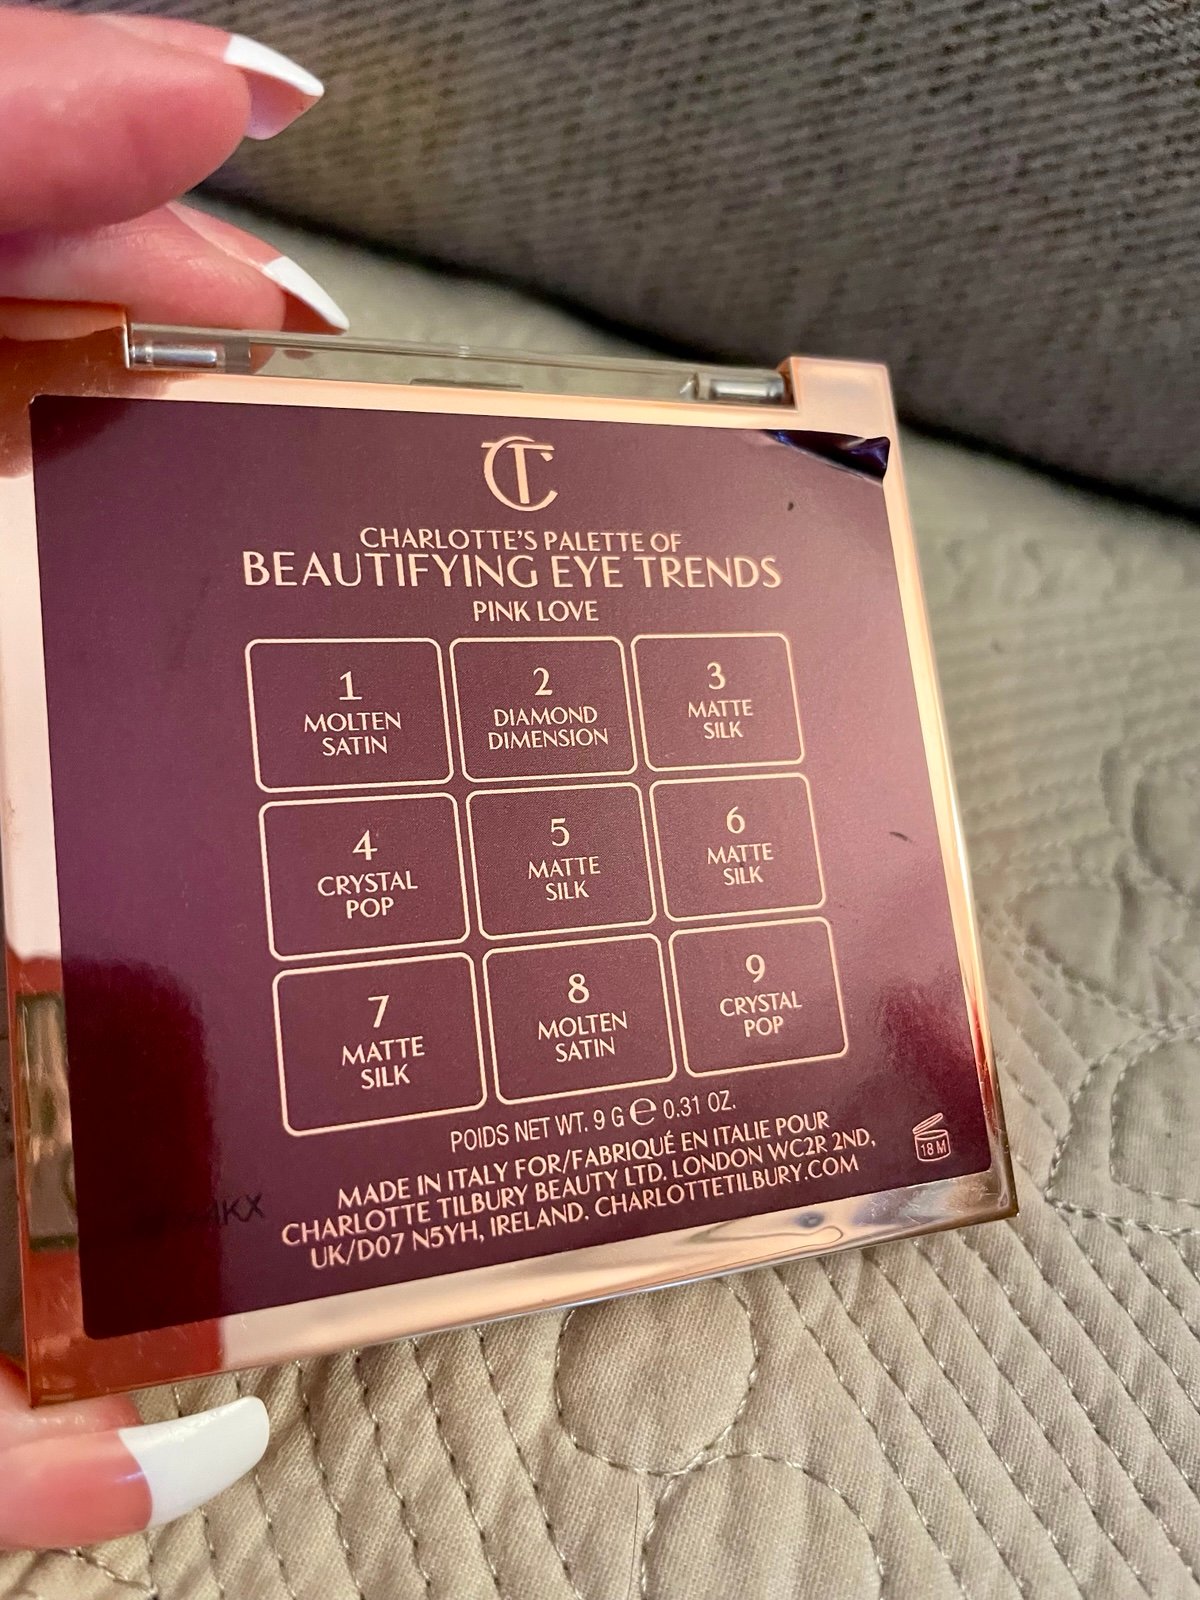 CT
CHARLOTTE'S PALETTE OF
BEAUTIFYING EYE TRENDS
PINK LOVE
1
MOLTEN
SATIN
2
DIAMOND
DIMENSION
3
MATTE
SILK
4
CRYSTAL
POP
5
MATTE
SILK
6
MATTE
SILK
7
MATTE
SILK
8
MOLTEN
SATIN
9
CRYSTAL
POP
POIDS NET WT. 9 G ℮ 0.31 OZ.
MADE IN ITALY FOR/FABRIQUÉ EN ITALIE POUR
CHARLOTTE TILBURY BEAUTY LTD. LONDON WC2R 2ND,
UK/D07 N5YH, IRELAND. CHARLOTTETILBURY.COM
18 M